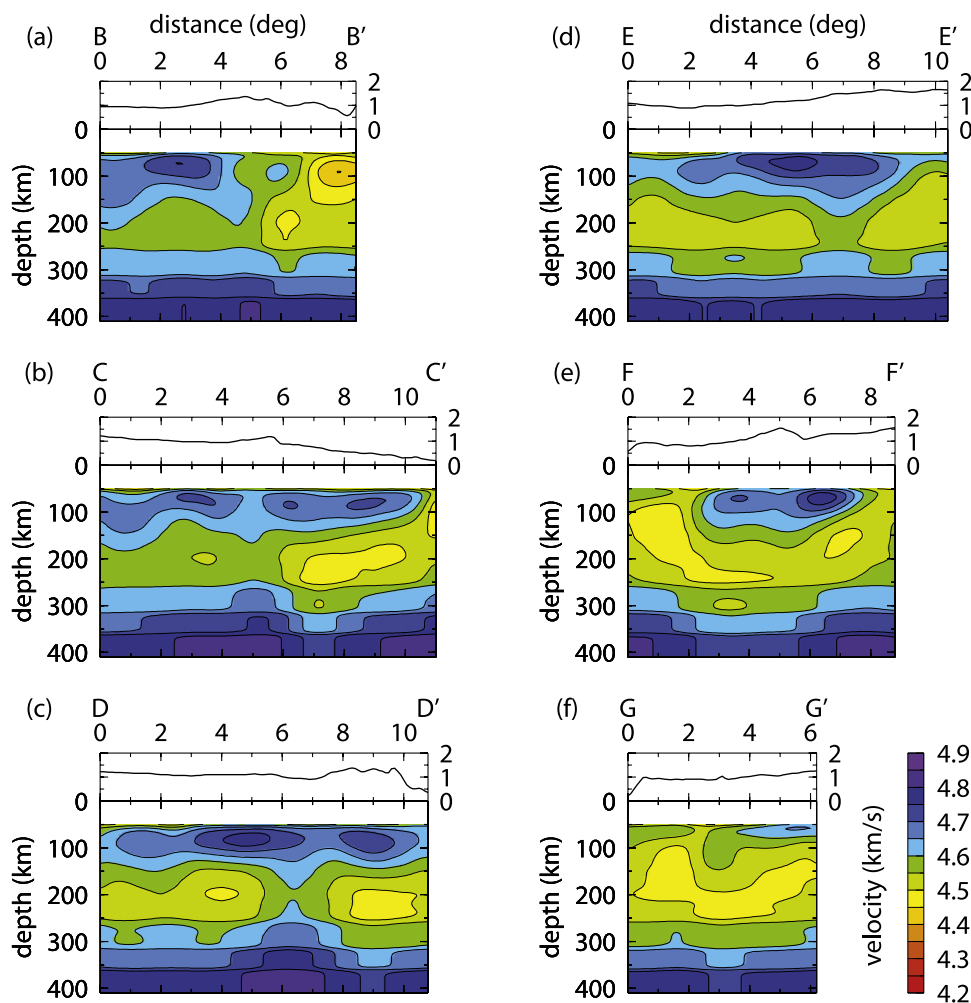 distance (deg)
(a) B B’
0 2 4 6 8
2
1
0
0
100
200
300
400
depth (km)
distance (deg)
(d) E E’
0 2 4 6 8 10
2
1
0
0
100
200
300
400
depth (km)
(b) C C’
0 2 4 6 8 10
2
1
0
0
100
200
300
400
depth (km)
(e) F F’
0 2 4 6 8
2
1
0
0
100
200
300
400
depth (km)
(c) D D’
0 2 4 6 8 10
2
1
0
0
100
200
300
400
depth (km)
(f) G G’
0 2 4 6
2
1
0
0
100
200
300
400
depth (km)
velocity (km/s)
4.9
4.8
4.7
4.6
4.5
4.4
4.3
4.2